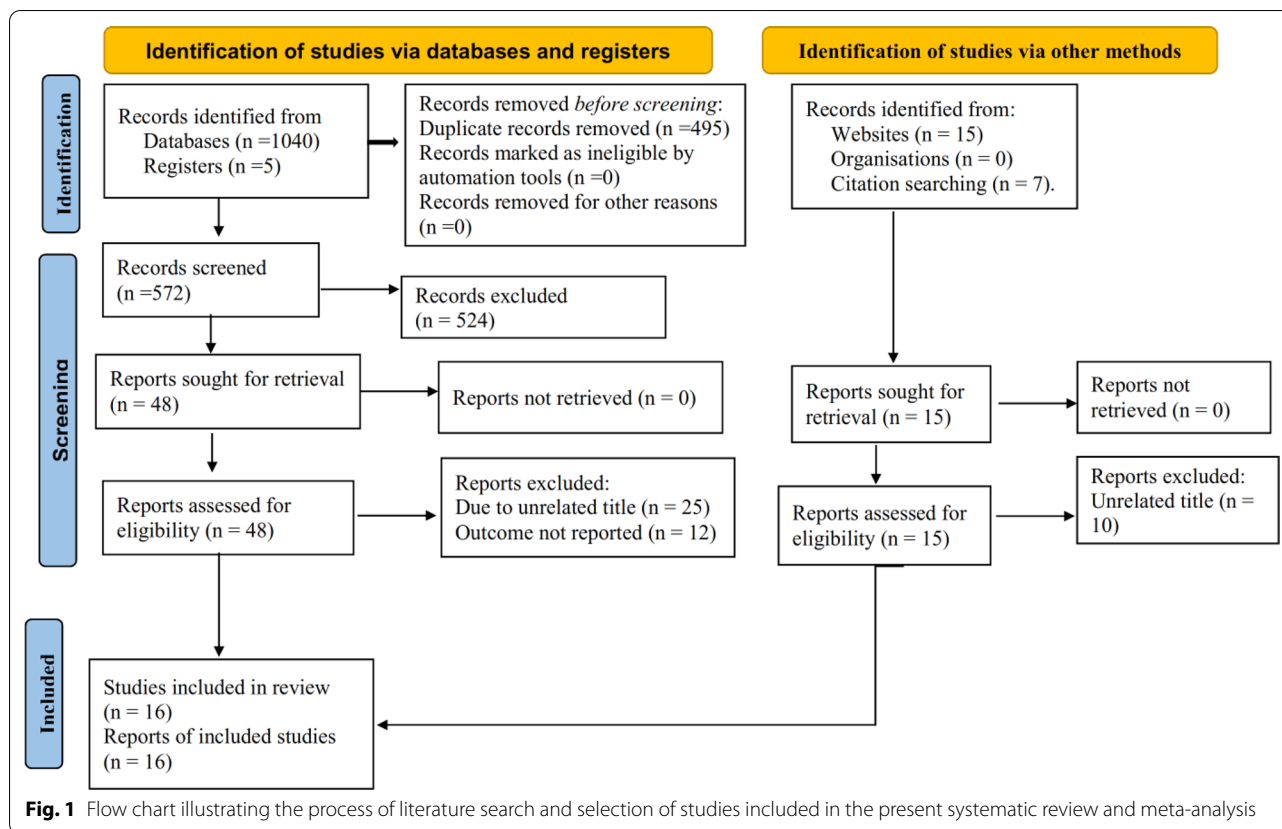 Identification of studies via databases and registers
Identification of studies via other methods
Identification
Records identified from
Databases (n =1040)
Registers (n =5)
Records removed before screening:
Duplicate records removed (n =495)
Records marked as ineligible by
automation tools (n =0)
Records removed for other reasons
(n =0)
Records identified from:
Websites (n = 15)
Organisations (n = 0)
Citation searching (n = 7).
Screening
Records screened
(n =572)
Records excluded
(n = 524)
Reports sought for retrieval
(n = 48)
Reports not retrieved (n = 0)
Reports sought for
retrieval (n = 15)
Reports not
retrieved (n = 0)
Reports assessed for
eligibility (n = 48)
Reports excluded:
Due to unrelated title (n = 25)
Outcome not reported (n = 12)
Reports assessed for
eligibility (n = 15)
Reports excluded:
Unrelated title (n =
10)
Included
Studies included in review
(n = 16)
Reports of included studies
(n = 16)
Fig. 1 Flow chart illustrating the process of literature search and selection of studies included in the present systematic review and meta-analysis